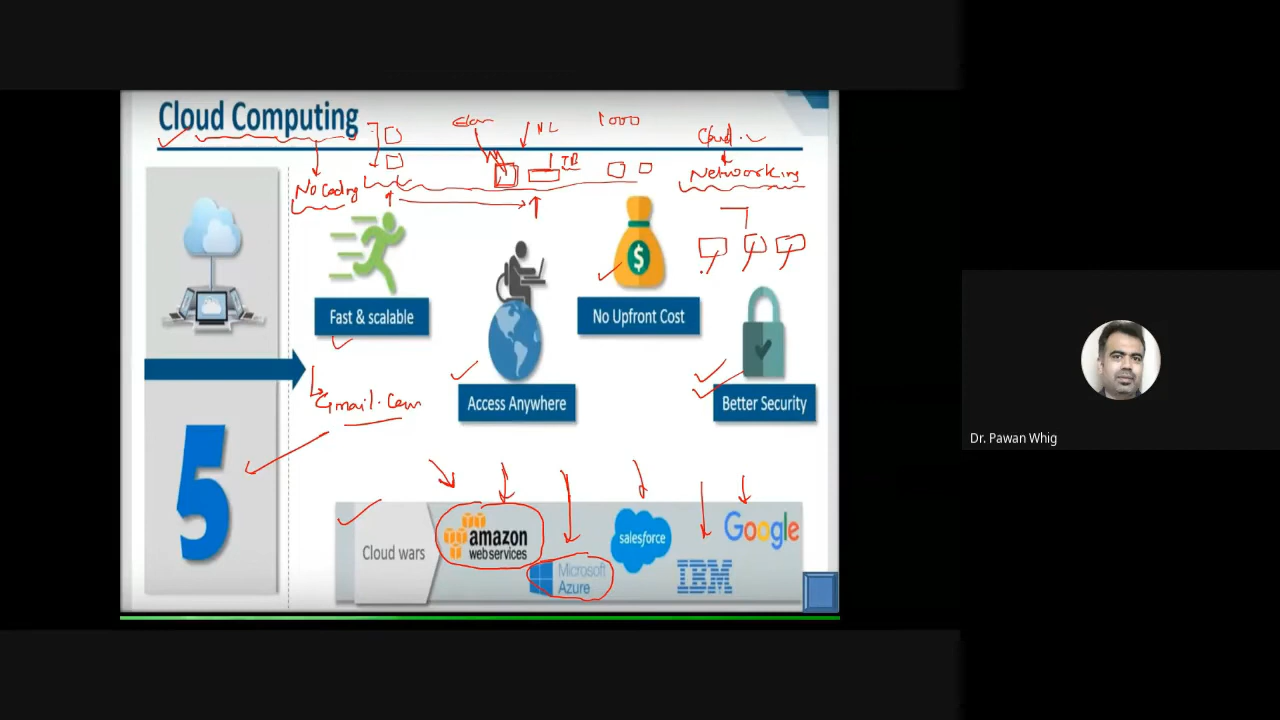 Cloud Computing
1000
No Coding
Networking
Fast & scalable
No Upfront Cost
Access Anywhere
Better Security
Gmail.com
5
Cloud wars
amazon
webservices
Microsoft
Azure
salesforce
IBM
Google
Dr. Pawan Whig